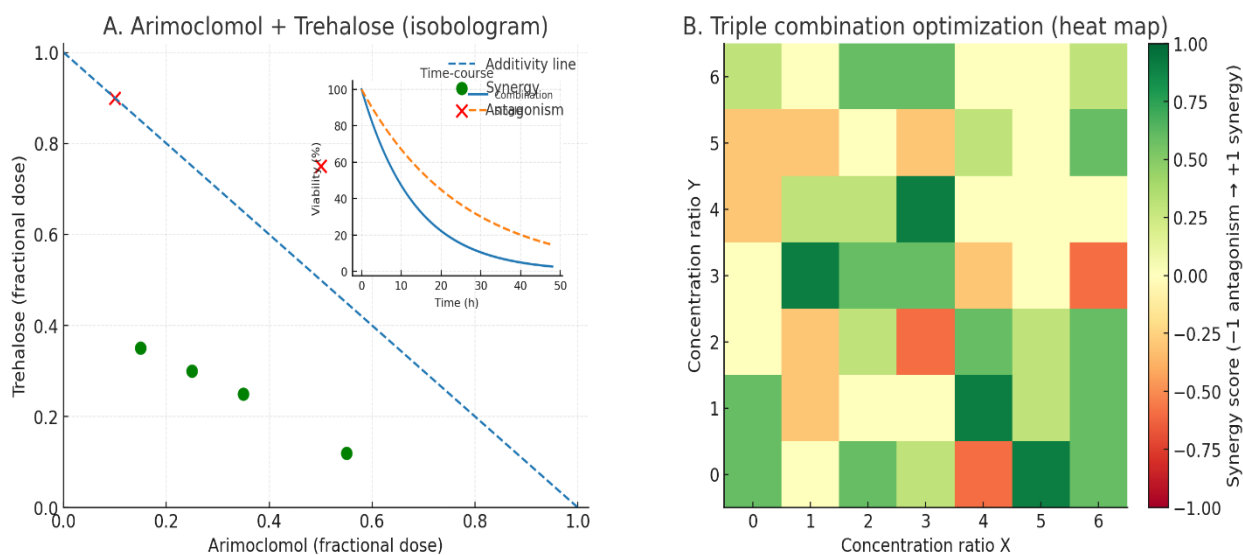 A. Arimoclomol + Trehalose (isobologram)
Trehalose (fractional dose)
1.0
0.8
0.6
0.4
0.2
0.0
0.0 0.2 0.4 0.6 0.8 1.0
Arimoclomol (fractional dose)
Additivity line
Synergy
Antagonism
Time-course
Combination
Viability (%)
100
80
60
40
20
0
0 10 20 30 40 50
Time (h)
B. Triple combination optimization (heat map)
Concentration ratio Y
6
5
4
3
2
1
0
0 1 2 3 4 5 6
Concentration ratio X
1.00
0.75
0.50
0.25
0.00
−0.25
−0.50
−0.75
−1.00
Synergy score (−1 antagonism → +1 synergy)